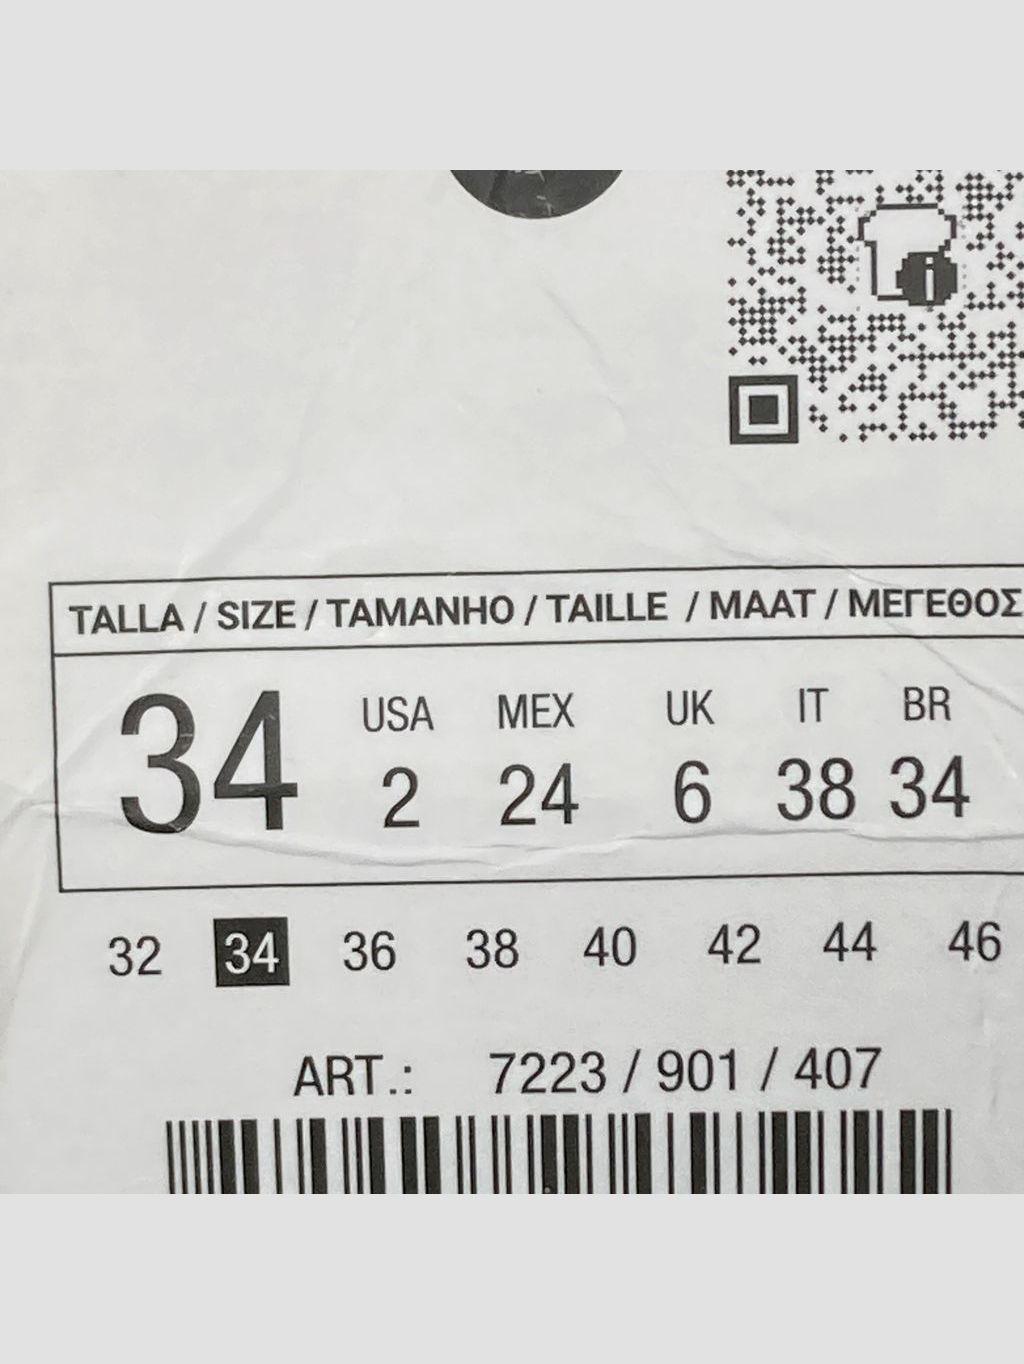 TALLA / SIZE / TAMANHO / TAILLE / MAAT / ΜΕΓΕΘΟΣ
34 USA MEX UK IT BR
2 24 6 38 34
32 34 36 38 40 42 44 46
ART.: 7223 / 901 / 407